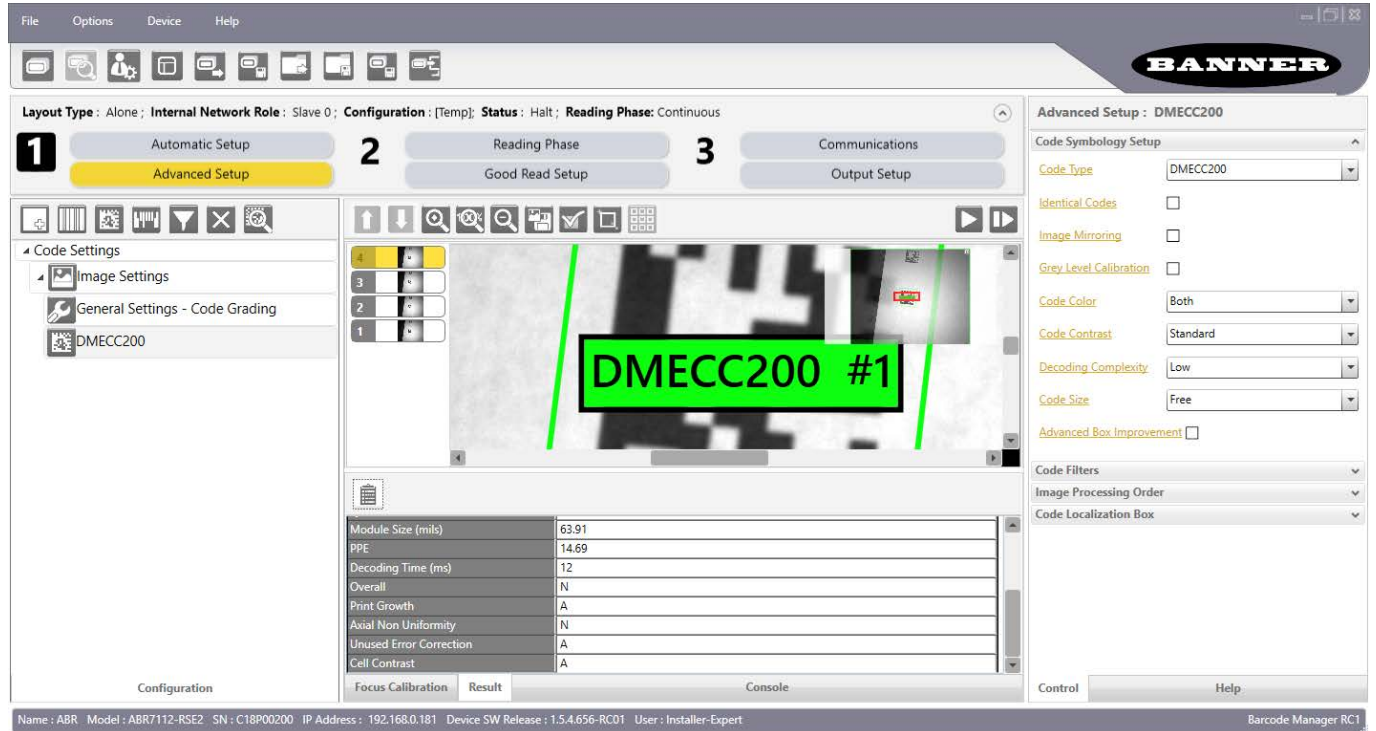 File Options Device Help
BANNER
Layout Type : Alone ; Internal Network Role : Slave 0 ; Configuration : [Temp]; Status : Halt ; Reading Phase: Continuous
1 Automatic Setup 2 Reading Phase 3 Communications
Advanced Setup Good Read Setup Output Setup
Code Settings
Image Settings
General Settings - Code Grading
DMECC200
Configuration
4
3
2
1
DMECC200 #1
Module Size (mils) 63.91
PPE 14.69
Decoding Time (ms) 12
Overall N
Print Growth A
Axial Non Uniformity N
Unused Error Correction A
Cell Contrast A
Focus Calibration Result Console
Advanced Setup : DMECC200
Code Symbology Setup
Code Type DMECC200
Identical Codes
Image Mirroring
Grey Level Calibration
Code Color Both
Code Contrast Standard
Decoding Complexity Low
Code Size Free
Advanced Box Improvement
Code Filters
Image Processing Order
Code Localization Box
Control Help
Name : ABR Model : ABR7112-RSE2 SN : C18P00200 IP Address : 192.168.0.181 Device SW Release : 1.5.4.656-RC01 User : Installer-Expert Barcode Manager RC1